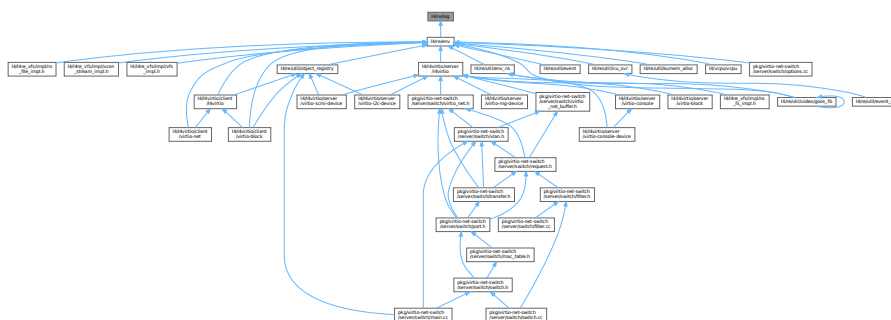 l4/re/log
l4/re/env
l4/l4re_vfs/impl/ro
_file_impl.h
l4/l4re_vfs/impl/vcon
_stream_impl.h
l4/l4re_vfs/impl/vfs
_impl.h
l4/re/util/object_registry
l4/l4virtio/server
/l4virtio
l4/re/util/env_ns
l4/re/util/event
l4/re/util/icu_svr
l4/re/util/kumem_alloc
l4/vcpu/vcpu
pkg/virtio-net-switch
/server/switch/options.cc
l4/l4virtio/client
/l4virtio
l4/l4virtio/server
/virtio-scmi-device
l4/l4virtio/server
/virtio-i2c-device
pkg/virtio-net-switch
/server/switch/virtio_net.h
l4/l4virtio/server
/virtio-rng-device
pkg/virtio-net-switch
/server/switch/virtio
_net_buffer.h
l4/l4virtio/server
/virtio-console
l4/l4virtio/server
/virtio-block
l4/l4re_vfs/impl/ns
_fs_impl.h
l4/re/util/video/goos_fb
l4/re/util/event_
l4/l4virtio/client
/virtio-net
l4/l4virtio/client
/virtio-block
pkg/virtio-net-switch
/server/switch/vlan.h
l4/l4virtio/server
/virtio-console-device
pkg/virtio-net-switch
/server/switch/request.h
pkg/virtio-net-switch
/server/switch/transfer.h
pkg/virtio-net-switch
/server/switch/filter.h
pkg/virtio-net-switch
/server/switch/port.h
pkg/virtio-net-switch
/server/switch/filter.cc
pkg/virtio-net-switch
/server/switch/mac_table.h
pkg/virtio-net-switch
/server/switch/switch.h
pkg/virtio-net-switch
/server/switch/main.cc
pkg/virtio-net-switch
/server/switch/switch.cc